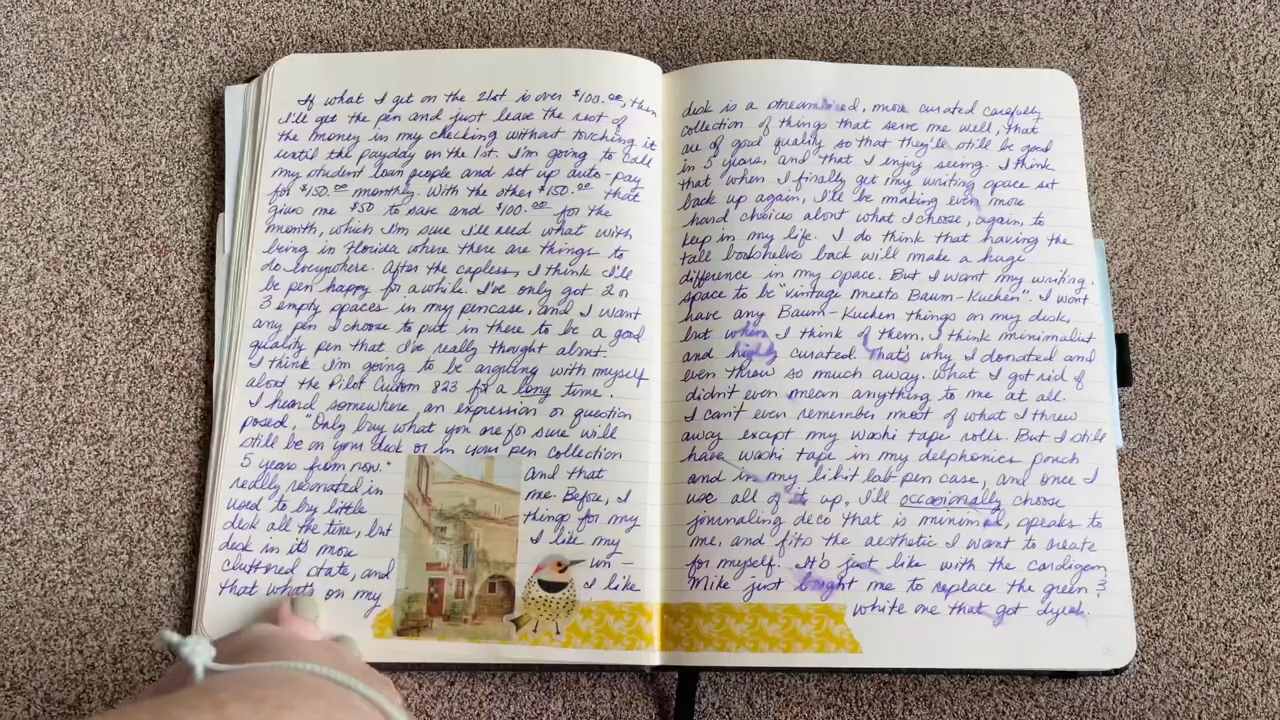 If what I get on the 21st is over $100.00, then
I'll get the pen and just leave the rest of
the money in my checking without touching it
until the payday on the 1st. I'm going to call
my student loan people and set up auto-pay
for $150.00 monthly. With the other $150.00 that
gives me $50 to save and $100.00 for the
month, which I'm sure I'll need what with
being in Florida where there are things to
do everywhere. After the capless, I think I'll
be pen happy for a while. I've only got 2 or
3 empty spaces in my pencase, and I want
any pen I choose to put in there to be a good
quality pen that I've really thought about.
I think I'm going to be arguing with myself
about the Pilot Custom 823 for a long time.
I heard somewhere an expression or question
posed, "Only buy what you are for sure will
still be on your desk or in your pen collection
5 years from now." And that
really resonated in me. Before, I
used to buy little things for my
desk all the time, but I like my
desk in it's more un-
cluttered state, and I like
that what's on my
desk is a streamlined, more curated carefully
collection of things that serve me well, that
are of good quality so that they'll still be good
in 5 years, and that I enjoy seeing. I think
that when I finally get my writing space set
back up again, I'll be making even more
hard choices about what I choose, again, to
keep in my life. I do think that having the
tall bookshelves back will make a huge
difference in my space. But I want my writing
space to be "vintage meets Baum-Kuchen". I won't
have any Baum-Kuchen things on my desk,
but when I think of them, I think minimalist
and highly curated. That's why I donated and
even threw so much away. What I got rid of
didn't even mean anything to me at all.
I can't even remember most of what I threw
away except my washi tape rolls. But I still
have washi tape in my delphonics pouch
and in my lihit lab pen case, and once I
use all of it up, I'll occasionally choose
journaling deco that is minimal, speaks to
me, and fits the aesthetic I want to create
for myself. It's just like with the cardigan
Mike just bought me to replace the green &
white one that got dyed.